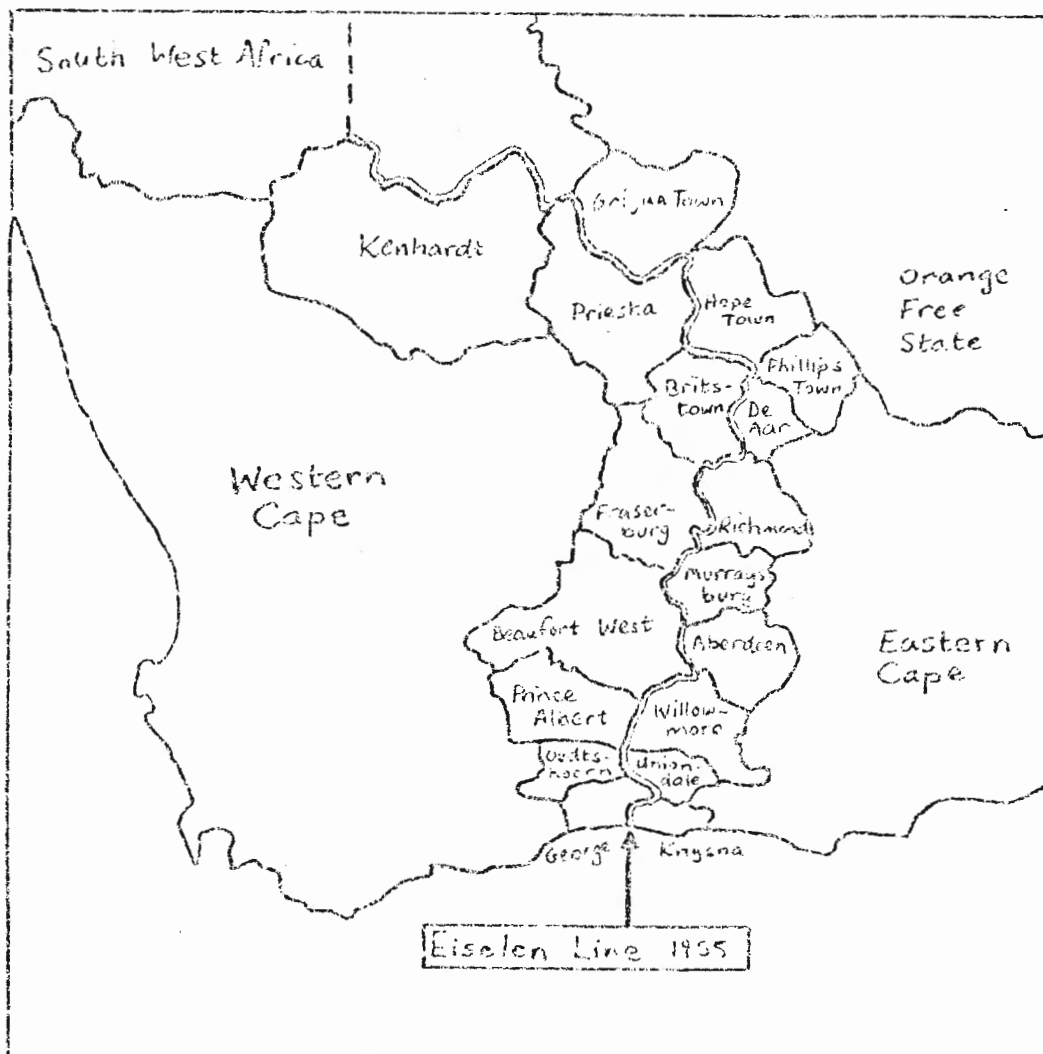 South West Africa
Griqua Town
Kenhardt
Orange
Free
State
Prieska
Hope
Town
Phillips
Town
Brits-
town
De
Aar
Western
Cape
Fraser-
burg
Richmond
Murrays
burg
Beaufort West
Aberdeen
Eastern
Cape
Prince
Albert
Willow-
more
Oudts-
hoorn
Union-
dale
George
Knysna
Eiselen Line 1955